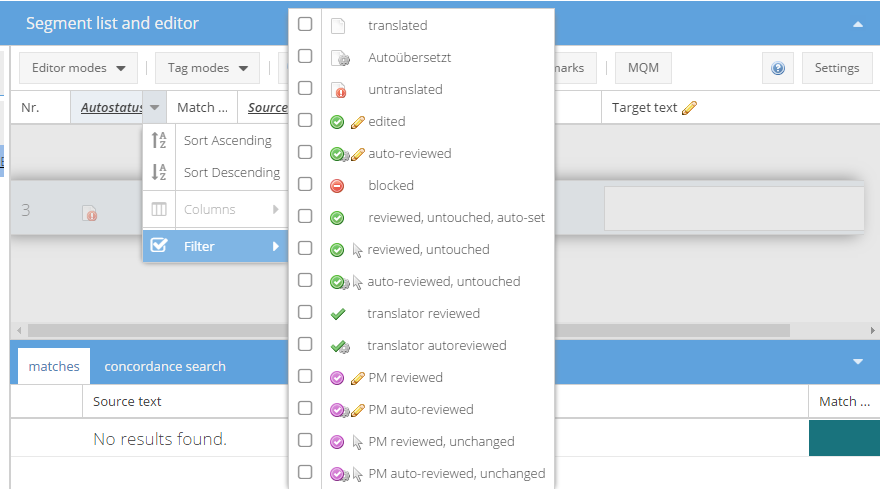 Segment list and editor
Editor modes
Tag modes
marks
MQM
Settings
Nr.
Autostatus
Match ...
Source
Target text
Sort Ascending
Sort Descending
Columns
Filter
3
translated
Autoübersetzt
untranslated
edited
auto-reviewed
blocked
reviewed, untouched, auto-set
reviewed, untouched
auto-reviewed, untouched
translator reviewed
translator autoreviewed
PM reviewed
PM auto-reviewed
PM reviewed, unchanged
PM auto-reviewed, unchanged
matches
concordance search
Source text
Match ...
No results found.